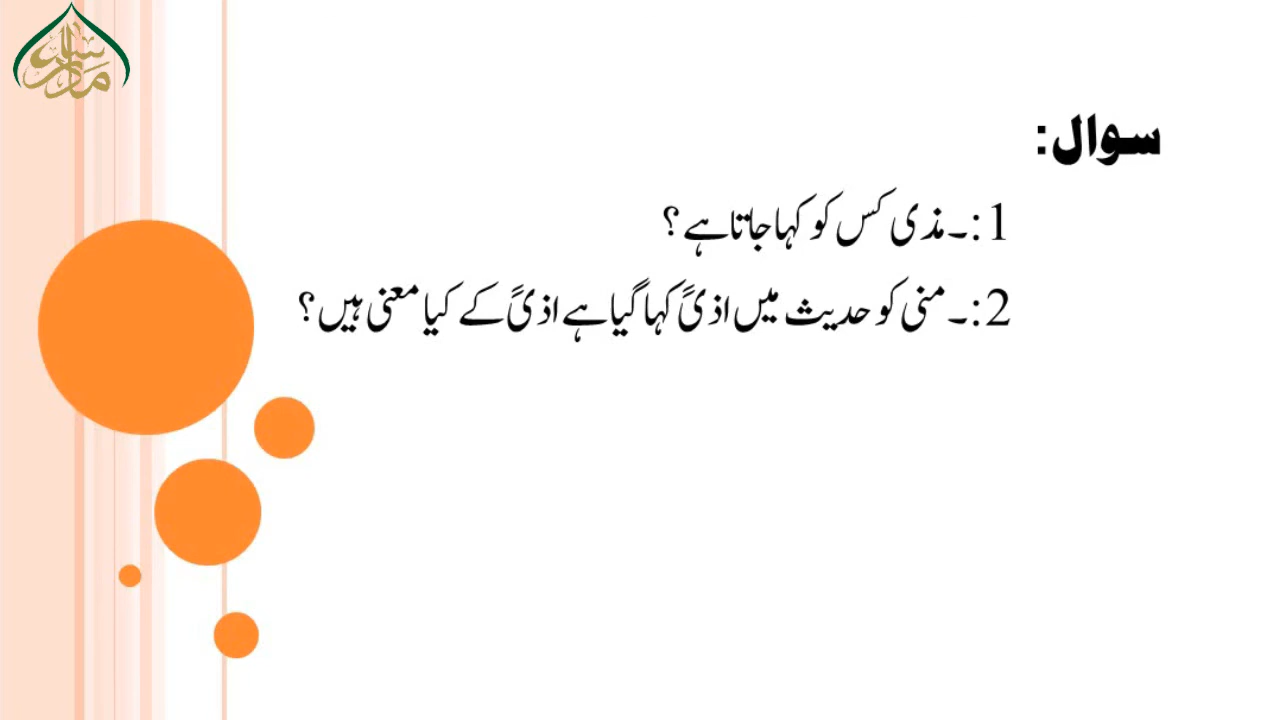 مدارسہ
سوال:
1:۔مذی کس کو کہا جاتا ہے؟
2:۔منی کو حدیث میں اذیً کہا گیا ہے اذیً کے کیا معنی ہیں؟